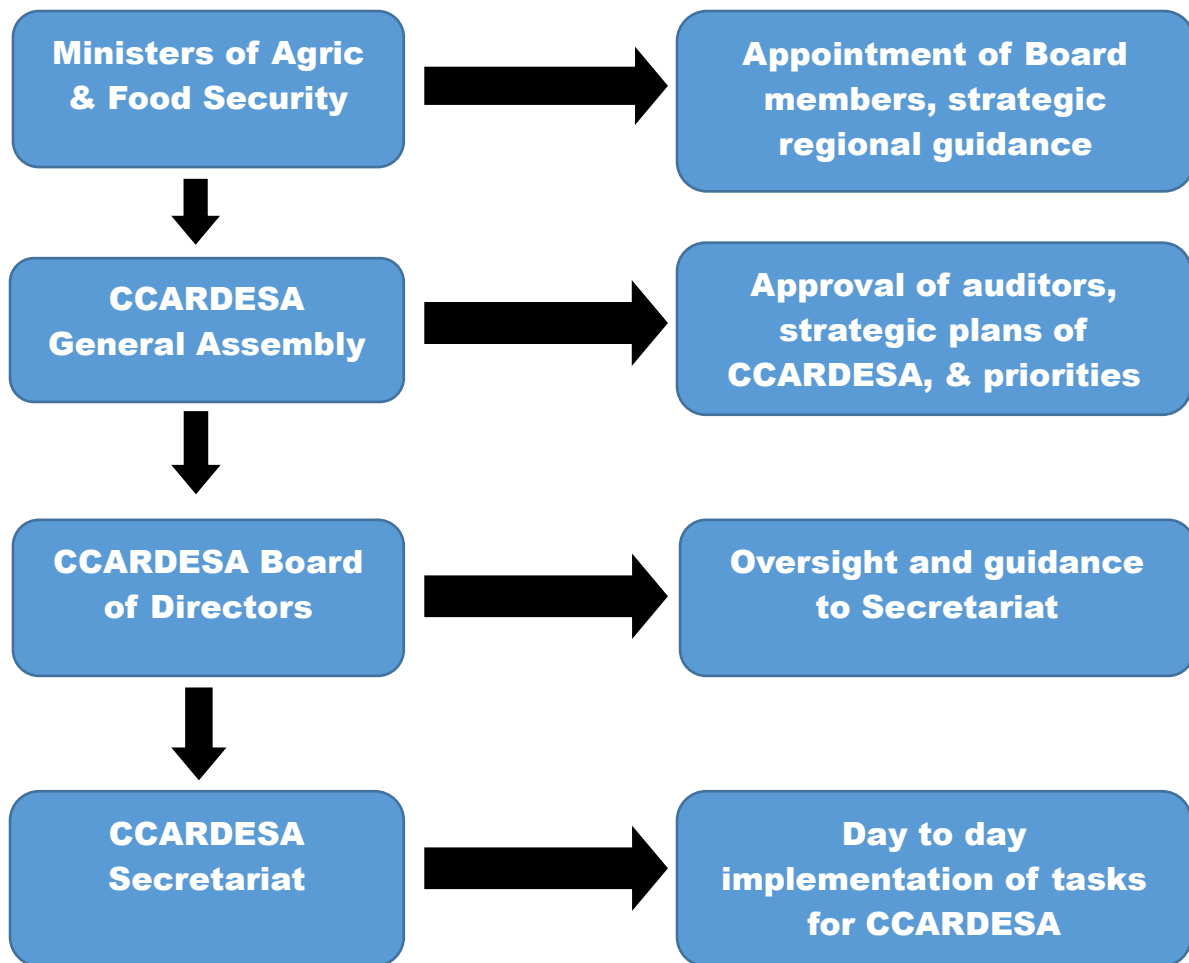 Ministers of Agric
& Food Security
Appointment of Board
members, strategic
regional guidance
CCARDESA
General Assembly
Approval of auditors,
strategic plans of
CCARDESA, & priorities
CCARDESA Board
of Directors
Oversight and guidance
to Secretariat
CCARDESA
Secretariat
Day to day
implementation of tasks
for CCARDESA